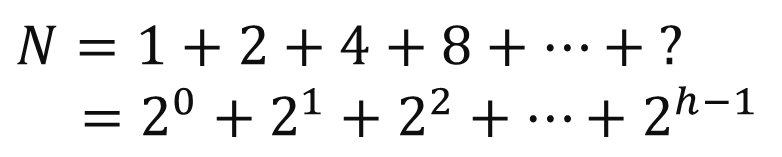 N = 1 + 2 + 4 + 8 + ⋯ + ?
= 2⁰ + 2¹ + 2² + ⋯ + 2ʰ⁻¹